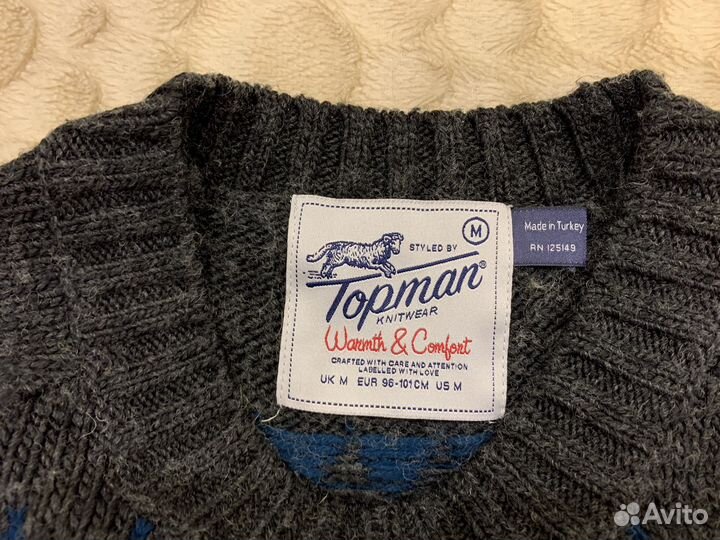 M
STYLED BY
Topman®
KNITWEAR
Warmth & Comfort
CRAFTED WITH CARE AND ATTENTION
LABELLED WITH LOVE
UK M EUR 96-101CM US M
Made in Turkey
RN 125149
Avito